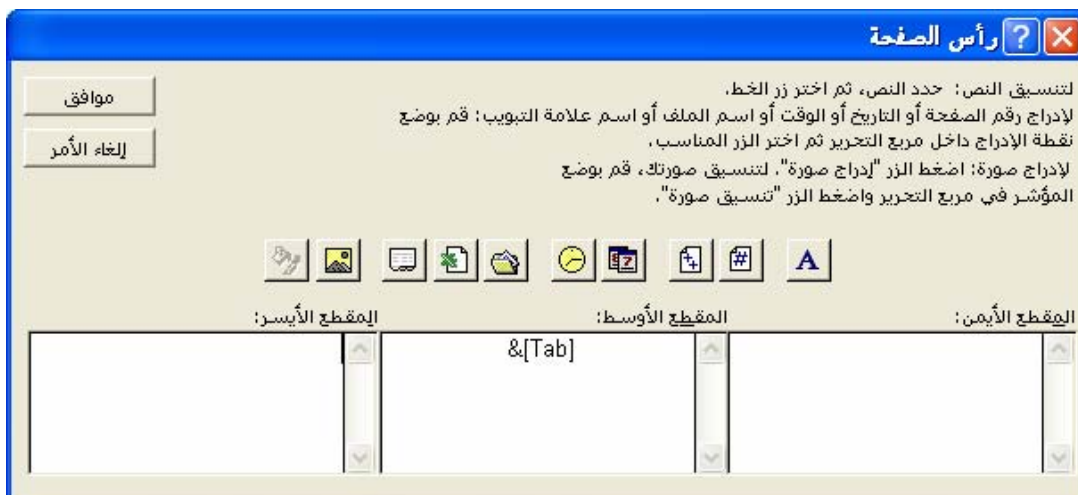 رأس الصفحة
لتنسيق النص: حدد النص، ثم اختر زر الخط.
لإدراج رقم الصفحة أو التاريخ أو الوقت أو اسم الملف أو اسم علامة التبويب: قم بوضع
نقطة الإدراج داخل مربع التحرير ثم اختر الزر المناسب.
لإدراج صورة: اضغط الزر "إدراج صورة". لتنسيق صورتك، قم بوضع
المؤشر في مربع التحرير واضغط الزر "تنسيق صورة".
موافق
إلغاء الأمر
A
المقطع الأيمن:
المقطع الأوسط:
المقطع الأيسر:
&[Tab]